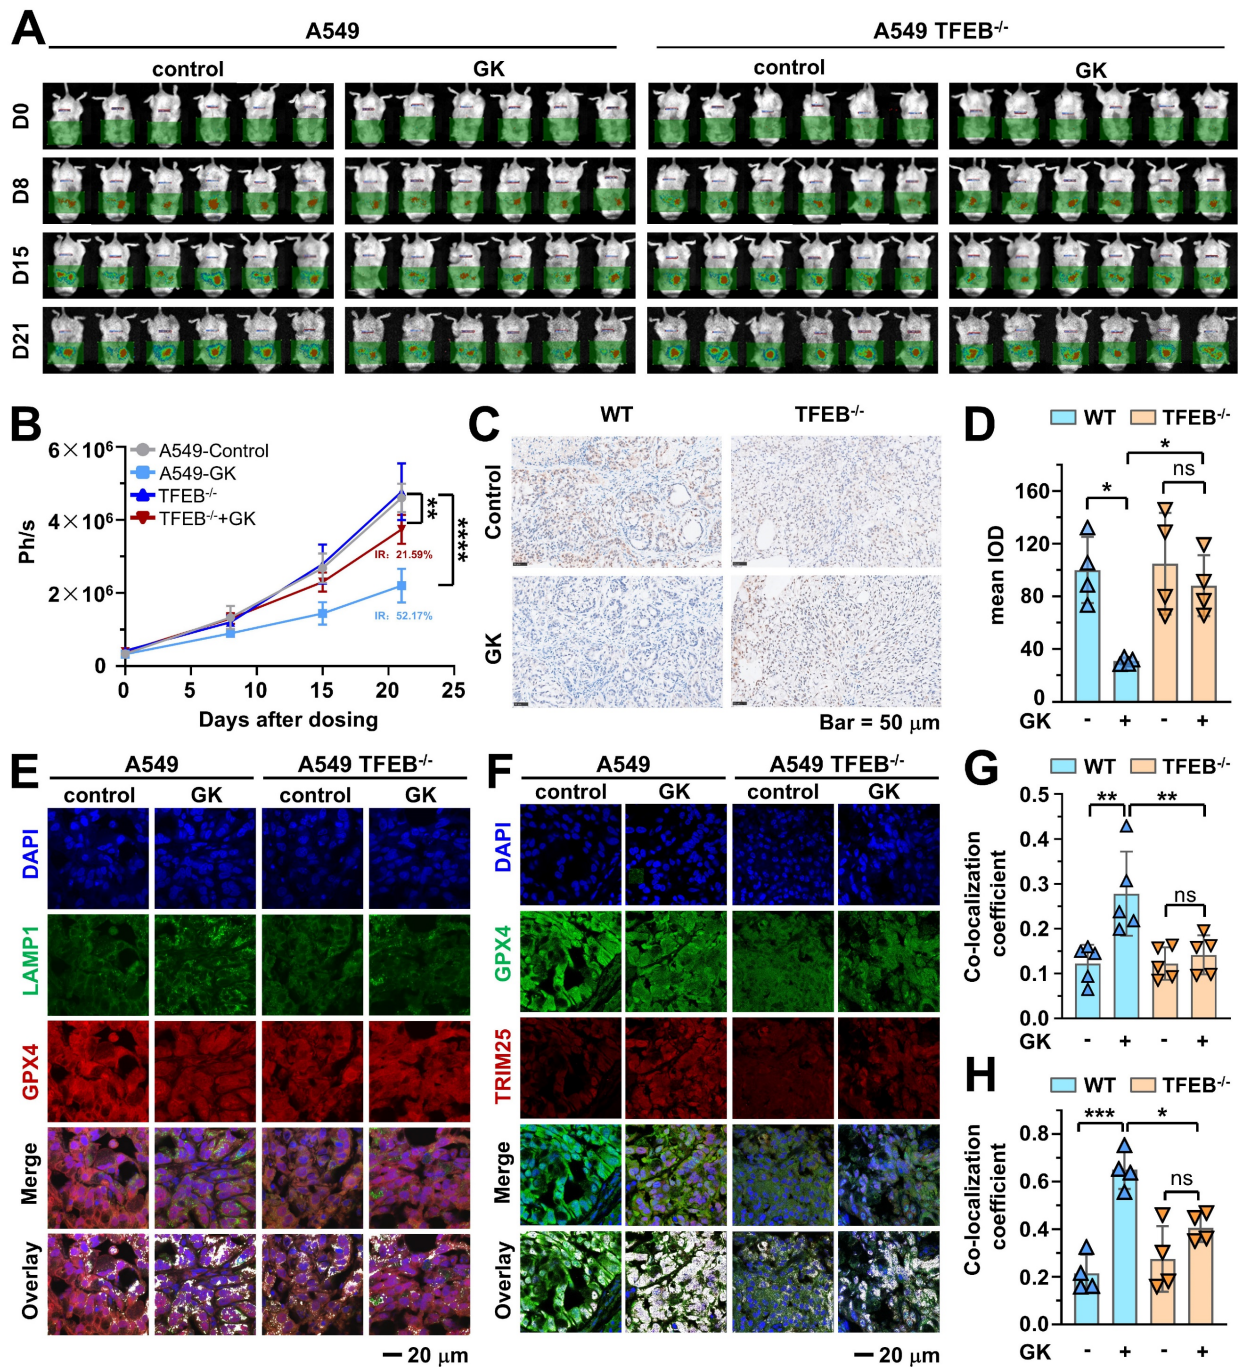 A
A549
A549 TFEB-/-
control
GK
control
GK
D0
D8
D15
D21
B
6×10⁶
4×10⁶
2×10⁶
0
Ph/s
A549-Control
A549-GK
TFEB-/-
TFEB-/-+GK
**
****
IR: 21.59%
IR: 52.17%
0
5
10
15
20
25
Days after dosing
C
WT
TFEB-/-
Control
GK
Bar = 50 μm
D
WT
TFEB-/-
*
ns
*
mean IOD
160
120
80
40
0
GK
-
+
-
+
E
A549
A549 TFEB-/-
control
GK
control
GK
DAPI
LAMP1
GPX4
Merge
Overlay
20 μm
F
A549
A549 TFEB-/-
control
GK
control
GK
DAPI
GPX4
TRIM25
Merge
Overlay
20 μm
G
WT
TFEB-/-
**
**
ns
Co-localization
coefficient
0.5
0.4
0.3
0.2
0.1
0.0
GK
-
+
-
+
H
WT
TFEB-/-
***
*
ns
Co-localization
coefficient
0.8
0.6
0.4
0.2
0.0
GK
-
+
-
+